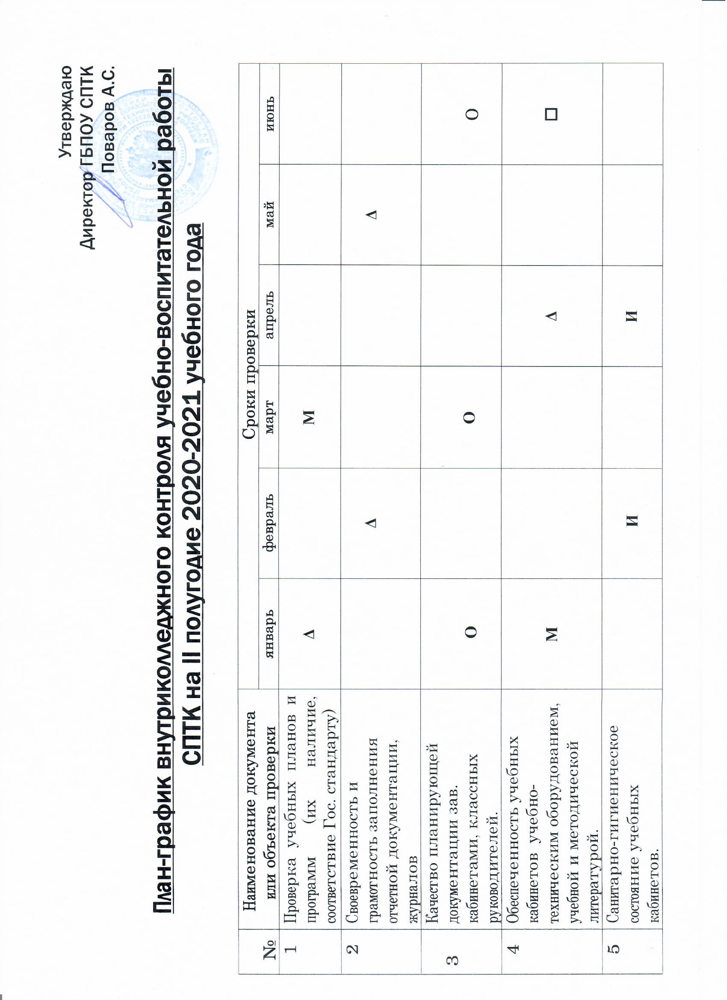 Утверждаю
Директор ГБПОУ СПТК
Поваров А.С.
План-график внутриколледжного контроля учебно-воспитательной работы
СПТК на II полугодие 2020-2021 учебного года
№ Наименование документа или объекта проверки Сроки проверки
январь февраль март апрель май июнь
1 Проверка учебных планов и Δ М
программ (их наличие,
соответствие Гос. стандарту)
2 Своевременность и Δ Δ
грамотность заполнения
отчетной документации,
журналов
3 Качество планирующей О О О
документации зав.
кабинетами, классных
руководителей.
4 Обеспеченность учебных М Δ □
кабинетов учебно-
техническим оборудованием,
учебной и методической
литературой.
5 Санитарно-гигиеническое И И
состояние учебных
кабинетов.